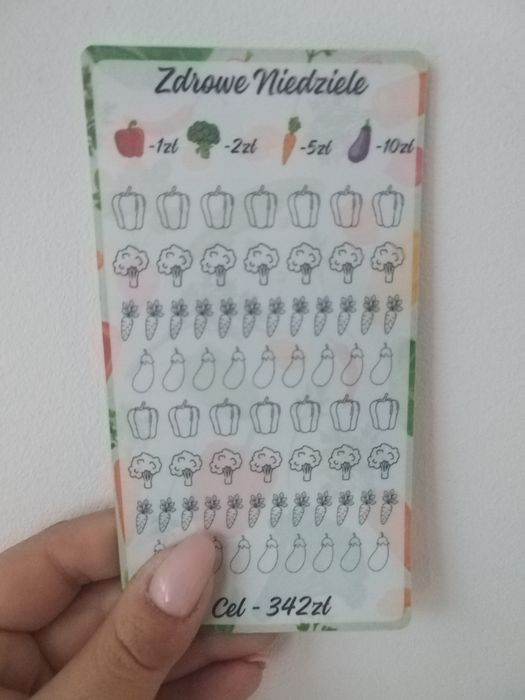 Zdrowe Niedziele
-1zł -2zł -5zł -10zł
Cel - 342zł